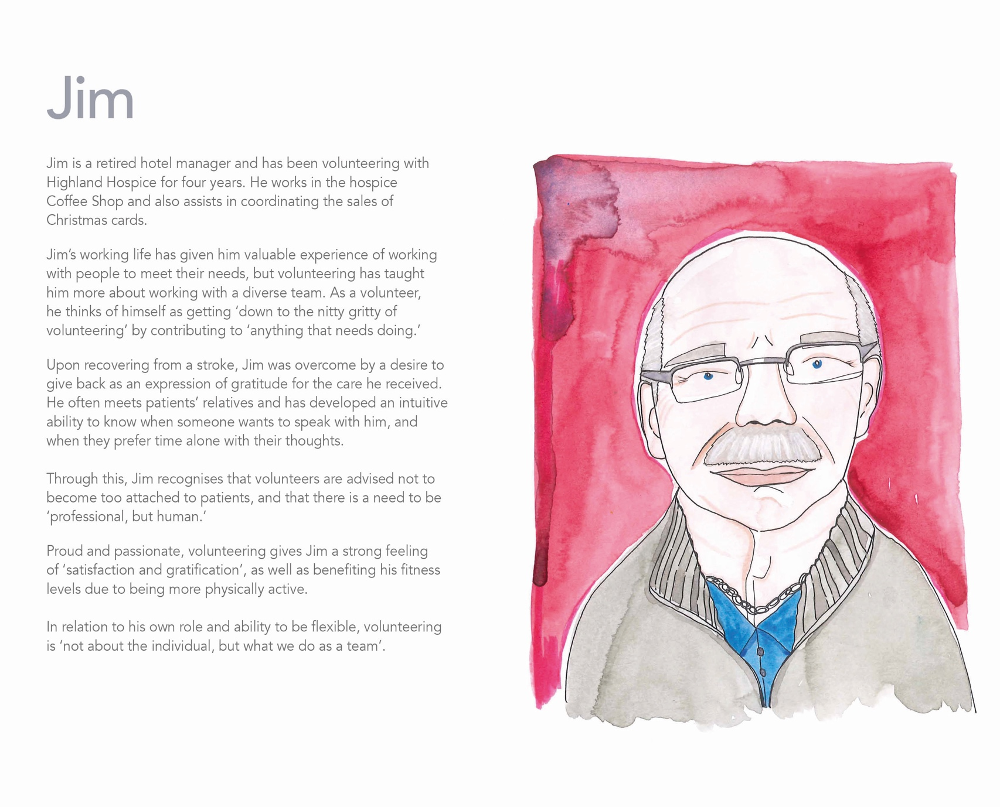 Jim
Jim is a retired hotel manager and has been volunteering with
Highland Hospice for four years. He works in the hospice
Coffee Shop and also assists in coordinating the sales of
Christmas cards.
Jim’s working life has given him valuable experience of working
with people to meet their needs, but volunteering has taught
him more about working with a diverse team. As a volunteer,
he thinks of himself as getting ‘down to the nitty gritty of
volunteering’ by contributing to ‘anything that needs doing.’
Upon recovering from a stroke, Jim was overcome by a desire to
give back as an expression of gratitude for the care he received.
He often meets patients’ relatives and has developed an intuitive
ability to know when someone wants to speak with him, and
when they prefer time alone with their thoughts.
Through this, Jim recognises that volunteers are advised not to
become too attached to patients, and that there is a need to be
‘professional, but human.’
Proud and passionate, volunteering gives Jim a strong feeling
of ‘satisfaction and gratification’, as well as benefiting his fitness
levels due to being more physically active.
In relation to his own role and ability to be flexible, volunteering
is ‘not about the individual, but what we do as a team’.